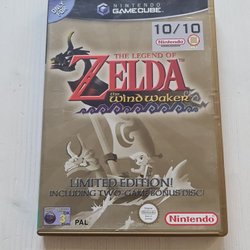 NINTENDO
GAMECUBE
10/10
THE LEGEND OF
ZELDA
the Wind Waker
LIMITED EDITION!
INCLUDING TWO-GAME BONUS DISC!
PAL
Nintendo